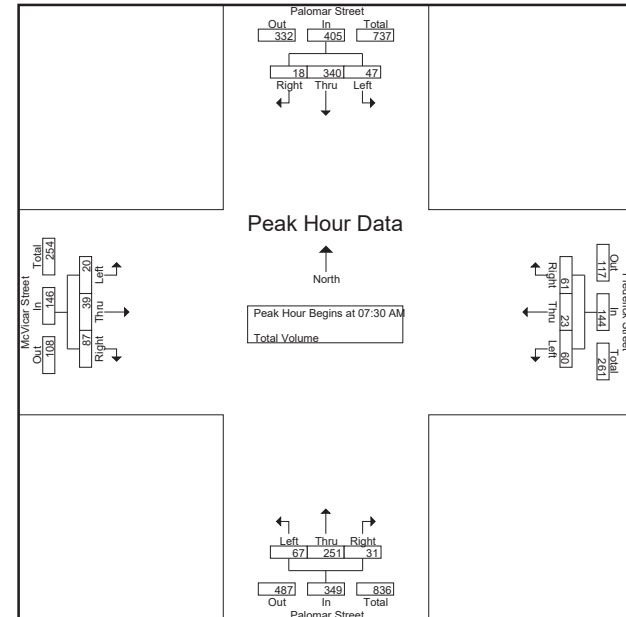 Palomar Street
Out In Total
332 405 737
18 340 47
Right Thru Left
Peak Hour Data
North
Peak Hour Begins at 07:30 AM
Total Volume
McVicar Street
Total In Out
254 146 108
20 39 87
Left Thru Right
61 23 60
Right Thru Left
117 144 261
Out In Total
Frederick Street
Left Thru Right
67 251 31
487 349 836
Out In Total
Palomar Street